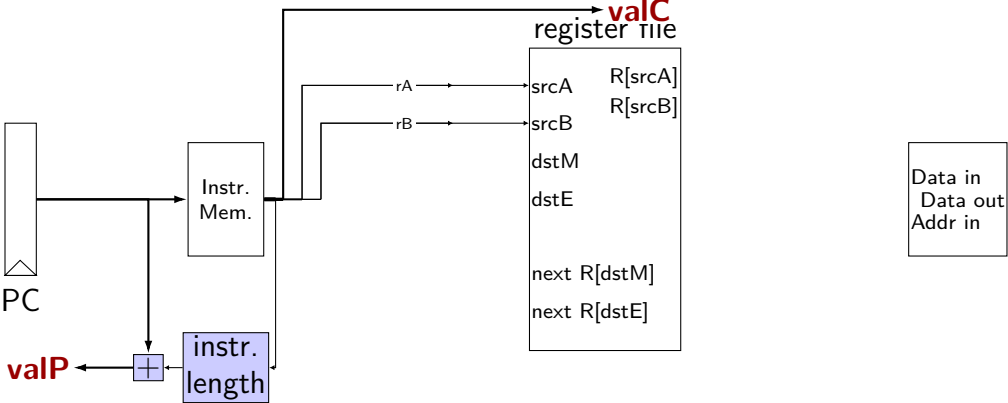 valC
register file
rA
srcA
R[srcA]
R[srcB]
rB
srcB
dstM
dstE
next R[dstM]
next R[dstE]
Instr.
Mem.
PC
instr.
length
+
valP
Data in
Data out
Addr in